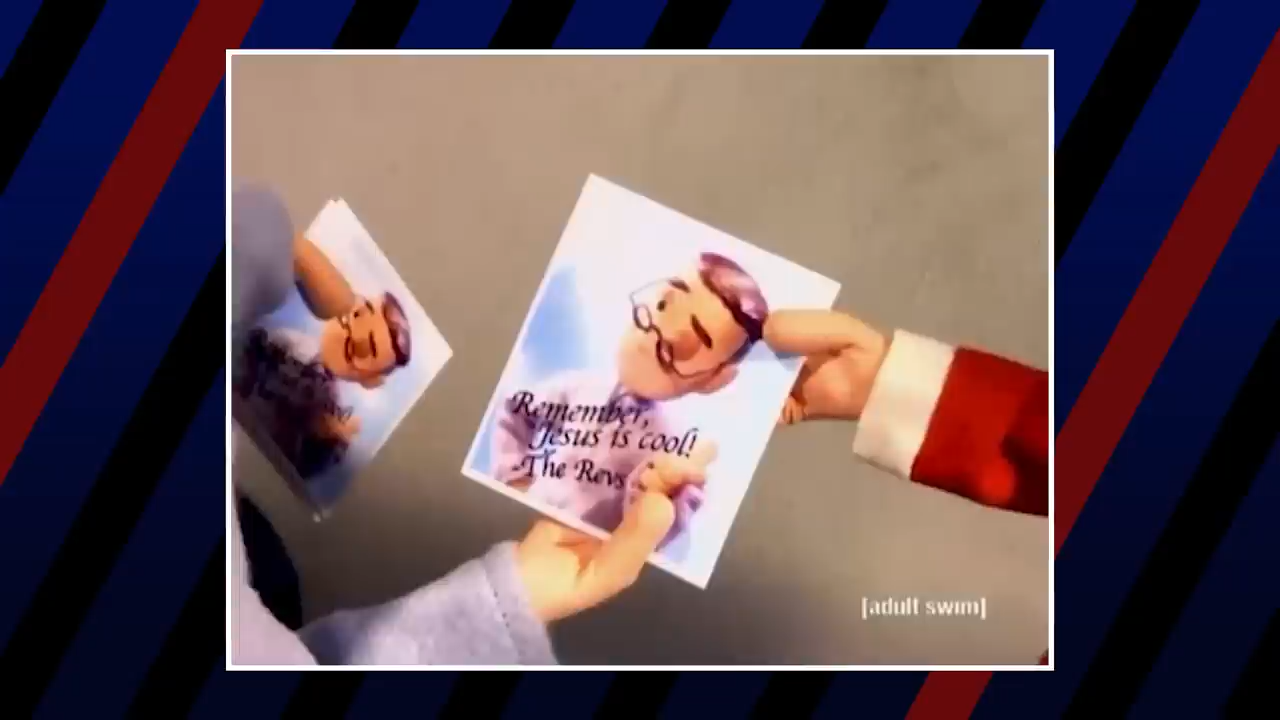 Remember,
Jesus is cool!
-The Revs
[adult swim]